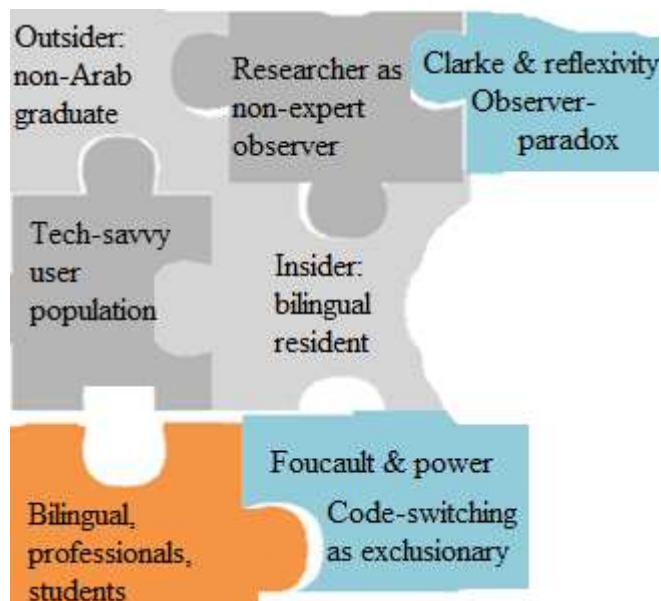 Outsider:
non-Arab
graduate
Researcher as
non-expert
observer
Clarke & reflexivity
Observer-
paradox
Tech-savvy
user
population
Insider:
bilingual
resident
Bilingual,
professionals,
students
Foucault & power
Code-switching
as exclusionary